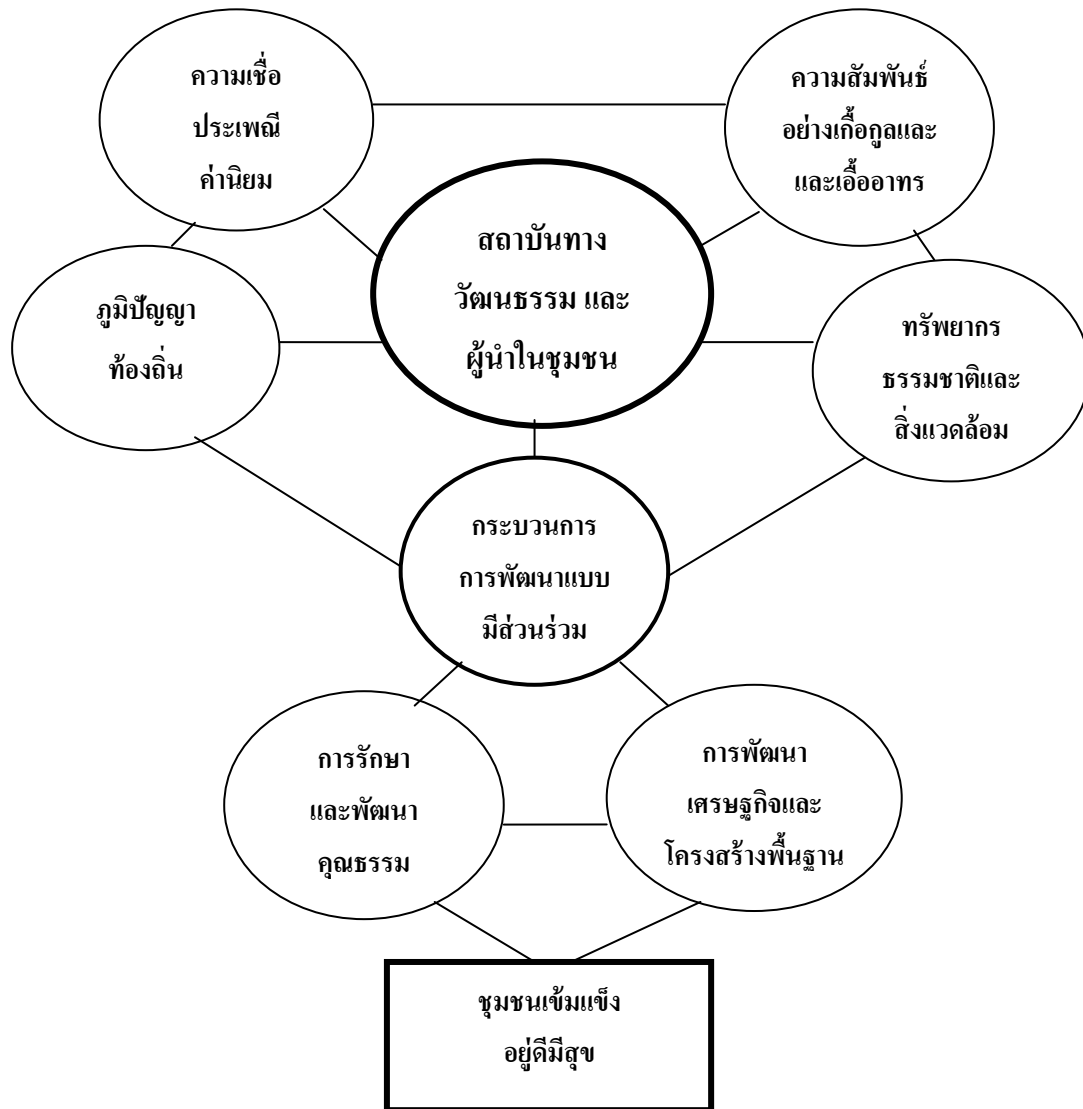 ความเชื่อ
ประเพณี
ค่านิยม
ความสัมพันธ์
อย่างเกื้อกูลและ
และเอื้ออาทร
สถาบันทาง
วัฒนธรรม และ
ผู้นำในชุมชน
ภูมิปัญญา
ท้องถิ่น
ทรัพยากร
ธรรมชาติและ
สิ่งแวดล้อม
กระบวนการ
การพัฒนาแบบ
มีส่วนร่วม
การรักษา
และพัฒนา
คุณธรรม
การพัฒนา
เศรษฐกิจและ
โครงสร้างพื้นฐาน
ชุมชนเข้มแข็ง
อยู่ดีมีสุข